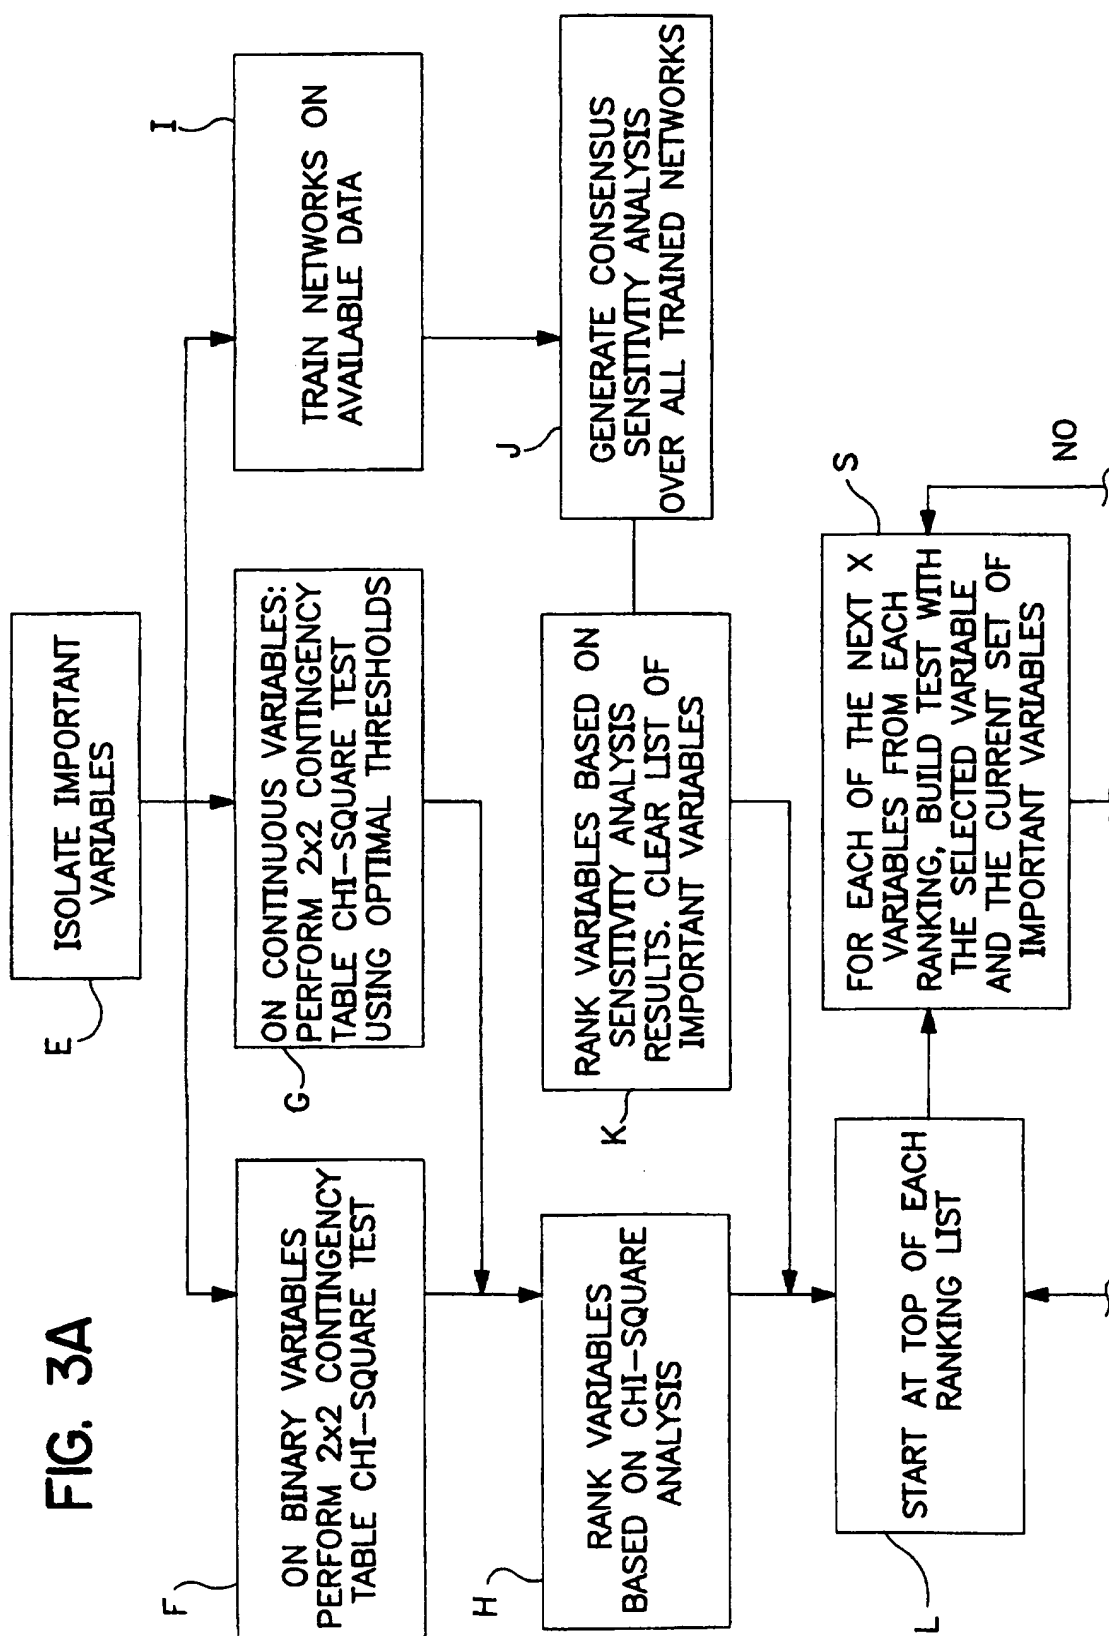 FIG. 3A
E
ISOLATE IMPORTANT
VARIABLES
F
ON BINARY VARIABLES
PERFORM 2x2 CONTINGENCY
TABLE CHI-SQUARE TEST
G
ON CONTINUOUS VARIABLES:
PERFORM 2x2 CONTINGENCY
TABLE CHI-SQUARE TEST
USING OPTIMAL THRESHOLDS
I
TRAIN NETWORKS ON
AVAILABLE DATA
H
RANK VARIABLES
BASED ON CHI-SQUARE
ANALYSIS
K
RANK VARIABLES BASED ON
SENSITIVITY ANALYSIS
RESULTS. CLEAR LIST OF
IMPORTANT VARIABLES
J
GENERATE CONSENSUS
SENSITIVITY ANALYSIS
OVER ALL TRAINED NETWORKS
L
START AT TOP OF EACH
RANKING LIST
S
FOR EACH OF THE NEXT X
VARIABLES FROM EACH
RANKING, BUILD TEST WITH
THE SELECTED VARIABLE
AND THE CURRENT SET OF
IMPORTANT VARIABLES
NO